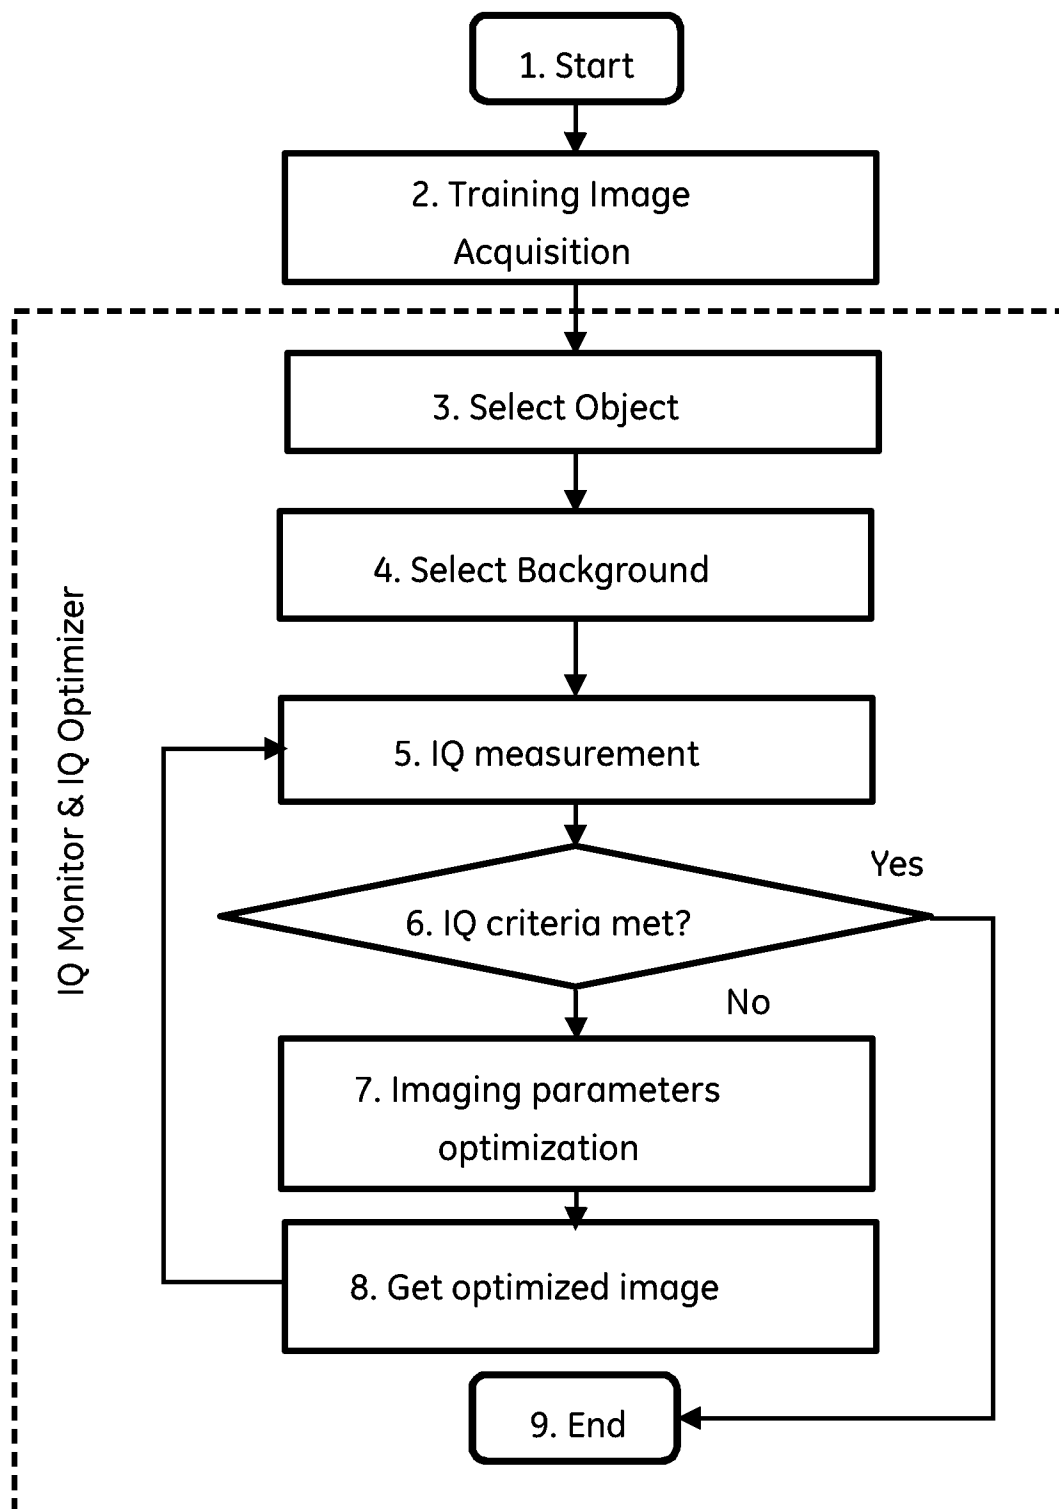 1. Start
2. Training Image
Acquisition
3. Select Object
4. Select Background
IQ Monitor & IQ Optimizer
5. IQ measurement
Yes
6. IQ criteria met?
No
7. Imaging parameters
optimization
8. Get optimized image
9. End